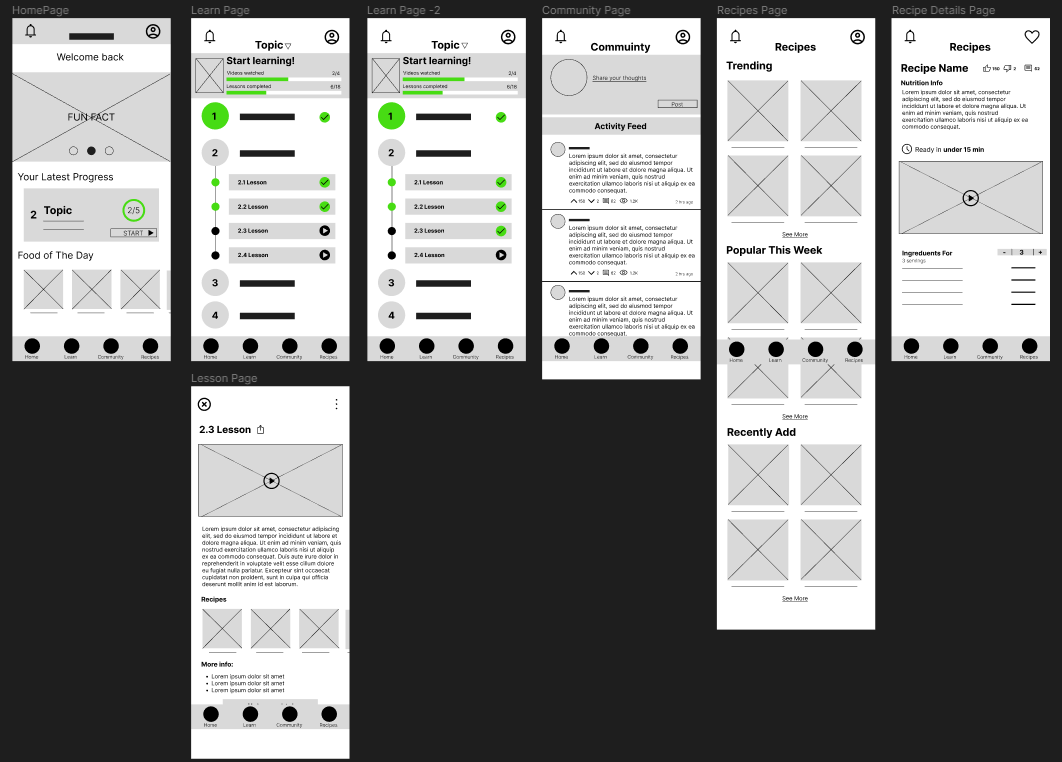 HomePage
Welcome back
FUN FACT
Your Latest Progress
2 Topic
2/5
START
Food of The Day
Home Learn Community Recipes
Learn Page
Topic
Start learning!
Videos watched 2/4
Lessons completed 6/16
1
2
2.1 Lesson
2.2 Lesson
2.3 Lesson
2.4 Lesson
3
4
Home Learn Community Recipes
Learn Page -2
Topic
Start learning!
Videos watched 2/4
Lessons completed 6/16
1
2
2.1 Lesson
2.2 Lesson
2.3 Lesson
2.4 Lesson
3
4
Home Learn Community Recipes
Community Page
Commuinty
Share your thoughts
Post
Activity Feed
Lorem ipsum dolor sit amet, consectetur
adipiscing elit, sed do eiusmod tempor
incididunt ut labore et dolore magna aliqua. Ut
enim ad minim veniam, quis nostrud
exercitation ullamco laboris nisi ut aliquip ex ea
commodo consequat.
150 2 62 1.2K 2 hrs ago
Lorem ipsum dolor sit amet, consectetur
adipiscing elit, sed do eiusmod tempor
incididunt ut labore et dolore magna aliqua. Ut
enim ad minim veniam, quis nostrud
exercitation ullamco laboris nisi ut aliquip ex ea
commodo consequat.
150 2 62 1.2K 2 hrs ago
Lorem ipsum dolor sit amet, consectetur
adipiscing elit, sed do eiusmod tempor
incididunt ut labore et dolore magna aliqua. Ut
enim ad minim veniam, quis nostrud
exercitation ullamco laboris nisi ut aliquip ex ea
commodo consequat.
Home Learn Community Recipes
Recipes Page
Recipes
Trending
See More
Popular This Week
Home Learn Community Recipes
See More
Recently Add
See More
Recipe Details Page
Recipes
Recipe Name 2
Nutrition Info
Lorem ipsum dolor sit amet, consectetur
adipiscing elit, sed do eiusmod tempor
incididunt ut labore et dolore magna aliqua. Ut
enim ad minim veniam, quis nostrud
exercitation ullamco laboris nisi ut aliquip ex ea
commodo consequat.
Ready in under 15 min
Ingredients For - 3 +
3 servings
Home Learn Community Recipes
Lesson Page
2.3 Lesson
Lorem ipsum dolor sit amet, consectetur adipiscing
elit, sed do eiusmod tempor incididunt ut labore et
dolore magna aliqua. Ut enim ad minim veniam, quis
nostrud exercitation ullamco laboris nisi ut aliquip
ex ea commodo consequat. Duis aute irure dolor in
reprehenderit in voluptate velit esse cillum dolore
eu fugiat nulla pariatur. Excepteur sint occaecat
cupidatat non proident, sunt in culpa qui officia
deserunt mollit anim id est laborum.
Recipes
More info:
• Lorem ipsum dolor sit amet
• Lorem ipsum dolor sit amet
• Lorem ipsum dolor sit amet
Home Learn Community Recipes